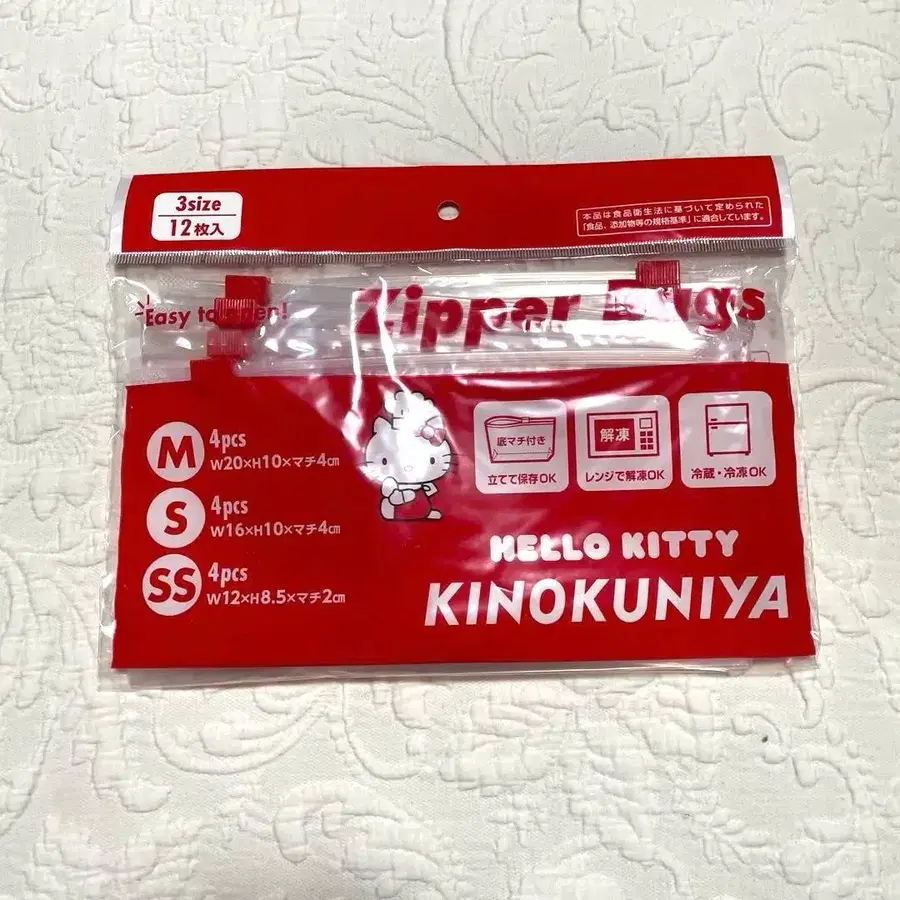 3size
12枚入
本品は食品衛生法に基づいて定められた
「食品、添加物等の規格基準」に適合しています。
Easy to open!
Zipper Bags
M 4pcs
W20×H10×マチ4㎝
S 4pcs
W16×H10×マチ4㎝
SS 4pcs
W12×H8.5×マチ2㎝
底マチ付き
立てて保存OK
解凍
レンジで解凍OK
冷蔵・冷凍OK
HELLO KITTY
KINOKUNIYA